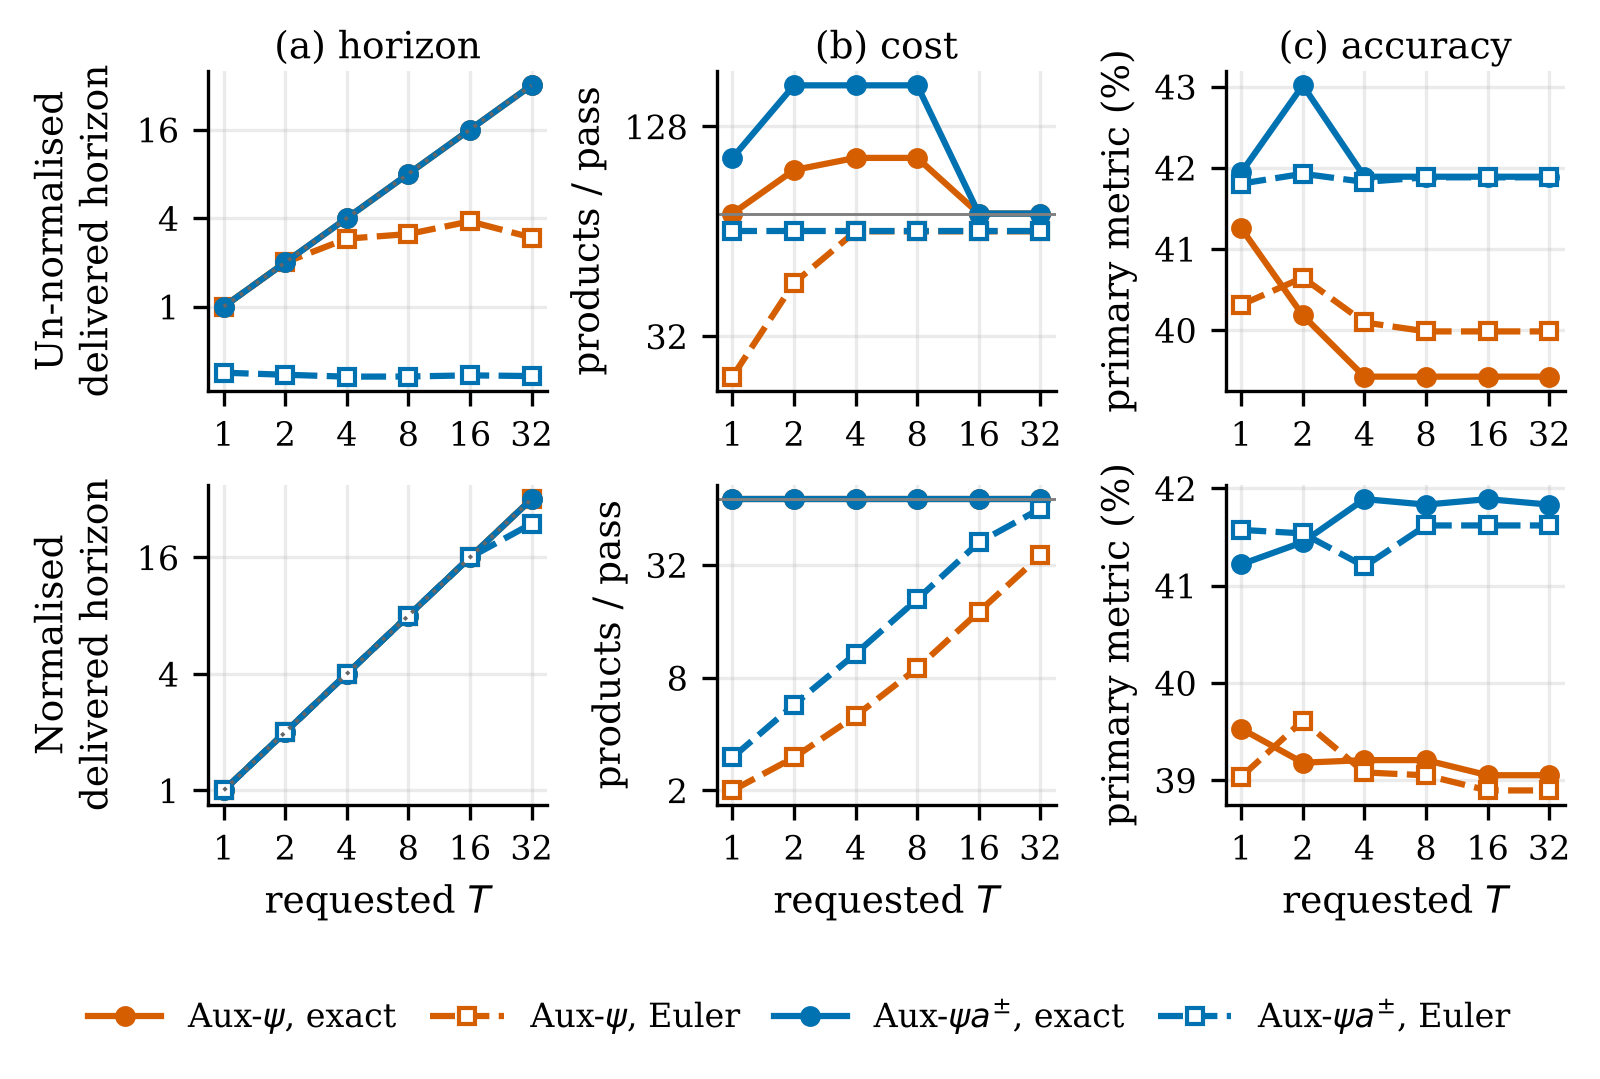 (a) horizon
(b) cost
(c) accuracy
Un-normalised
delivered horizon
16
4
1
1 2 4 8 16 32
products / pass
128
32
1 2 4 8 16 32
primary metric (%)
43
42
41
40
1 2 4 8 16 32
Normalised
delivered horizon
16
4
1
1 2 4 8 16 32
requested T
products / pass
32
8
2
1 2 4 8 16 32
requested T
primary metric (%)
42
41
40
39
1 2 4 8 16 32
requested T
Aux-ψ, exact Aux-ψ, Euler Aux-ψa±, exact Aux-ψa±, Euler